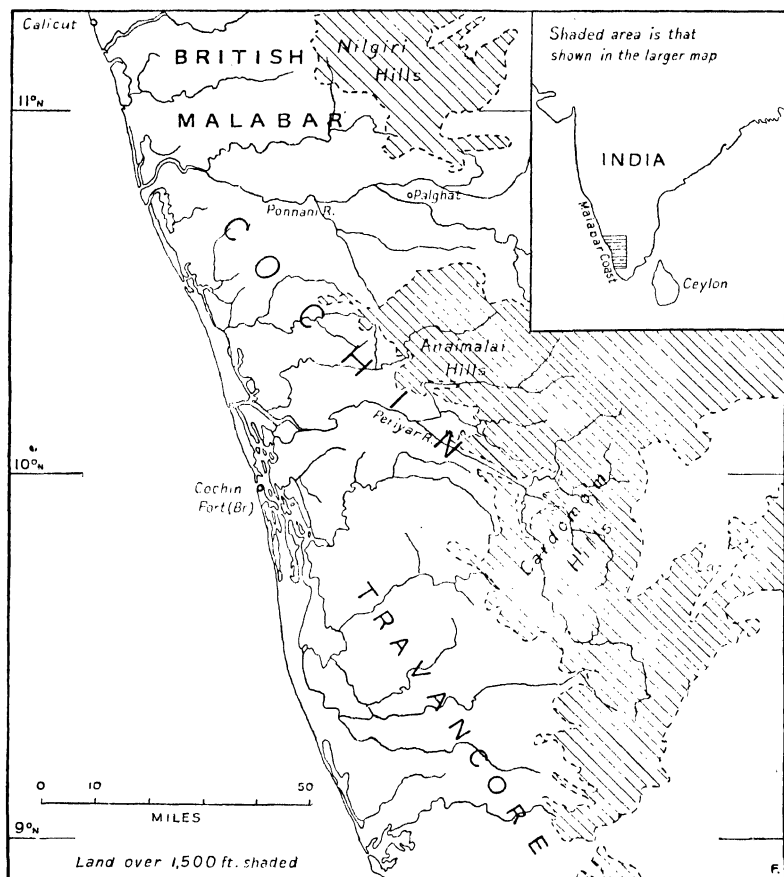 Calicut
BRITISH
Nilgiri
Hills
Shaded area is that
shown in the larger map
11°N
MALABAR
INDIA
Palghat
Ponnani R.
Malabar Coast
Ceylon
COCHIN
Anaimalai
Hills
Periyar R.
10°N
Cochin
Fort (Br)
Cardomom
Hills
TRAVANCORE
0 10 50
MILES
9°N
Land over 1,500 ft. shaded
F.